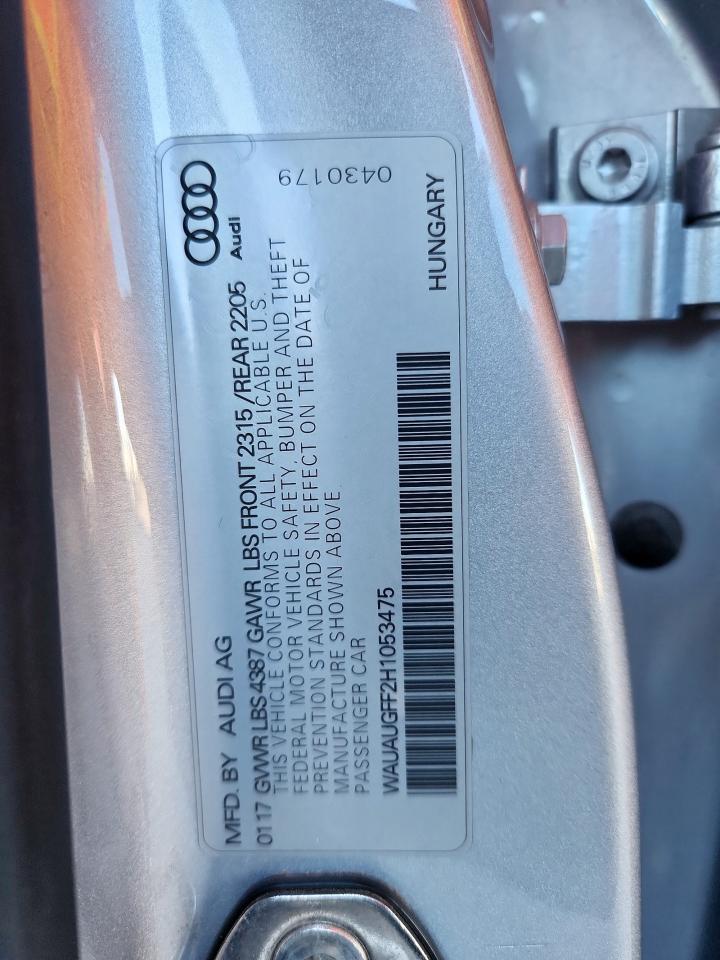 MFD. BY AUDI AG
Audi
01 17 GVWR LBS 4387 GAWR LBS FRONT 2315 /REAR 2205
THIS VEHICLE CONFORMS TO ALL APPLICABLE U.S.
FEDERAL MOTOR VEHICLE SAFETY, BUMPER AND THEFT
PREVENTION STANDARDS IN EFFECT ON THE DATE OF
MANUFACTURE SHOWN ABOVE
PASSENGER CAR
0430179
WAUAUGFF2H1053475
HUNGARY